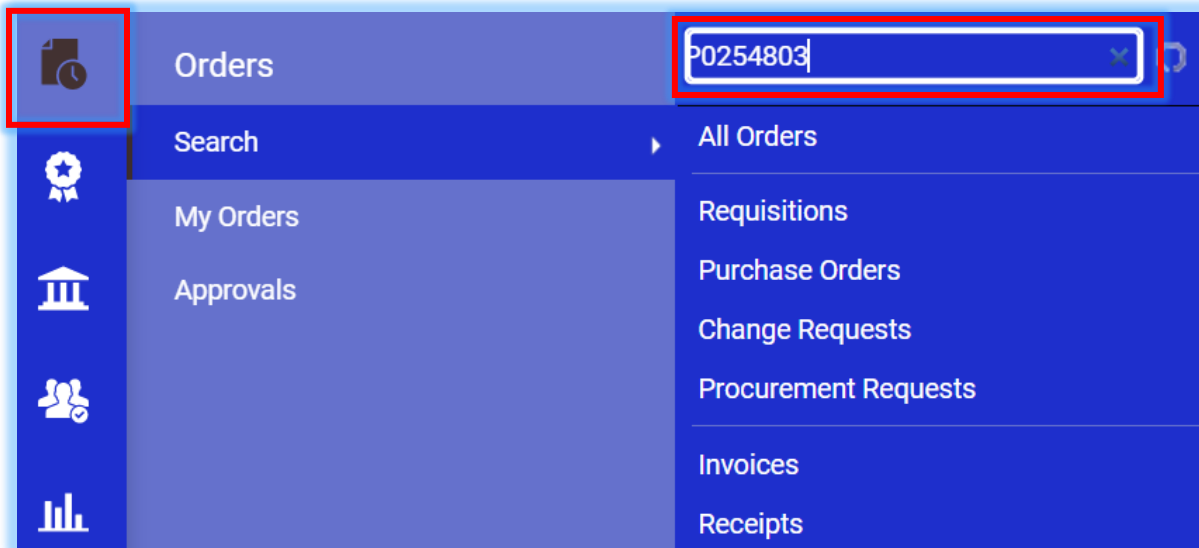 Orders
P0254803
Search
All Orders
My Orders
Requisitions
Approvals
Purchase Orders
Change Requests
Procurement Requests
Invoices
Receipts